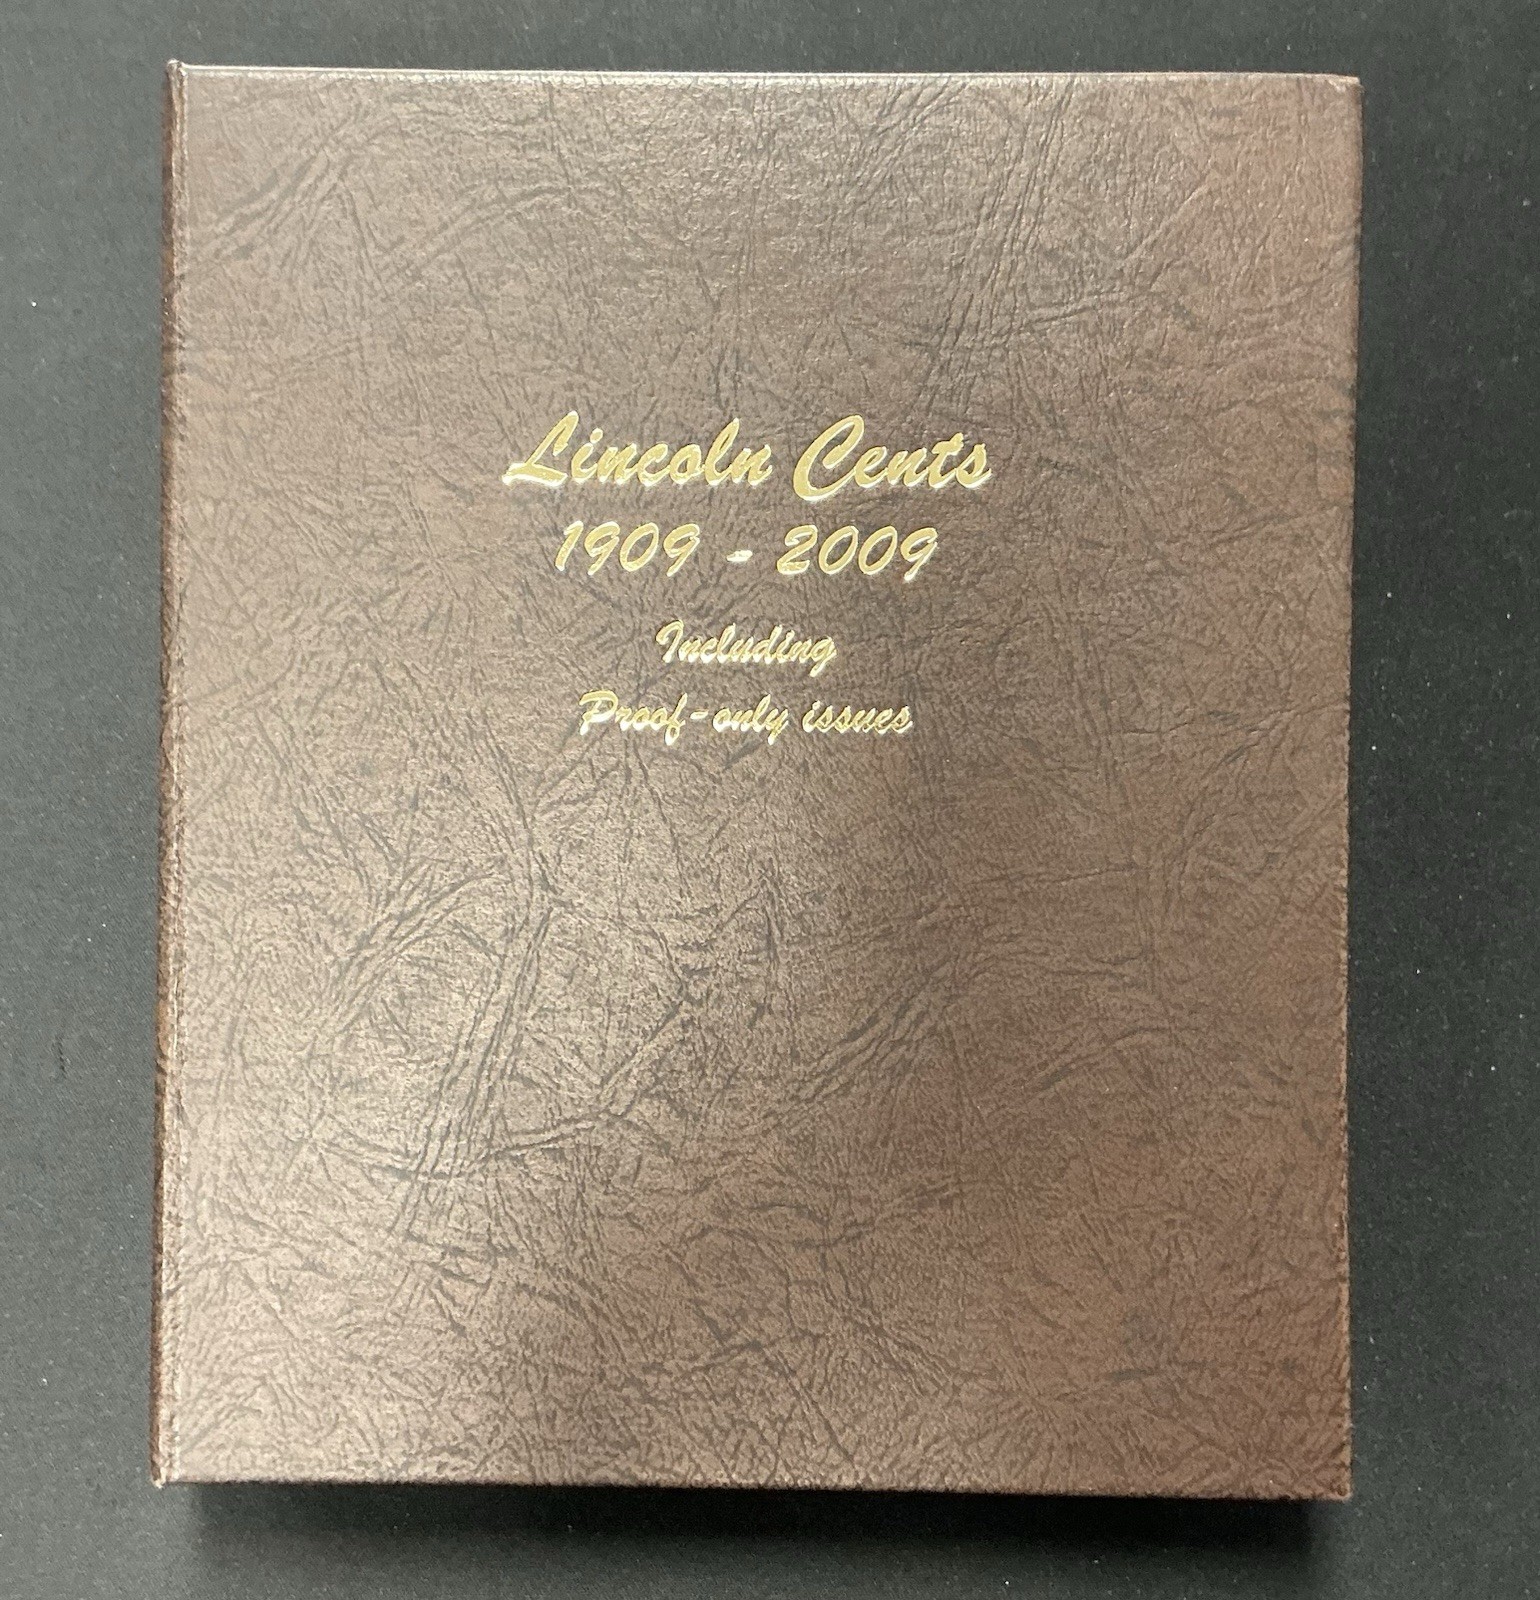 Lincoln Cents
1909 - 2009
Including
Proof-only issues